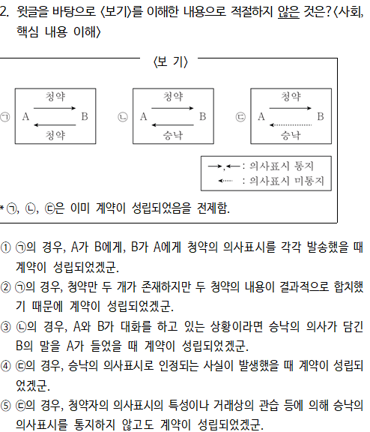 2. 윗글을 바탕으로 <보기>를 이해한 내용으로 적절하지 않은 것은?<사회,
핵심 내용 이해>
<보 기>
청약 청약 청약
㉠ A B ㉡ A B ㉢ A B
청약 승낙 승낙
: 의사표시 통지
: 의사표시 미통지
* ㉠, ㉡, ㉢은 이미 계약이 성립되었음을 전제함.
① ㉠의 경우, A가 B에게, B가 A에게 청약의 의사표시를 각각 발송했을 때
계약이 성립되었겠군.
② ㉠의 경우, 청약만 두 개가 존재하지만 두 청약의 내용이 결과적으로 합치했
기 때문에 계약이 성립되었겠군.
③ ㉡의 경우, A와 B가 대화를 하고 있는 상황이라면 승낙의 의사가 담긴
B의 말을 A가 들었을 때 계약이 성립되었겠군.
④ ㉢의 경우, 승낙의 의사표시로 인정되는 사실이 발생했을 때 계약이 성립되
었겠군.
⑤ ㉢의 경우, 청약자의 의사표시의 특성이나 거래상의 관습 등에 의해 승낙의
의사표시를 통지하지 않고도 계약이 성립되었겠군.